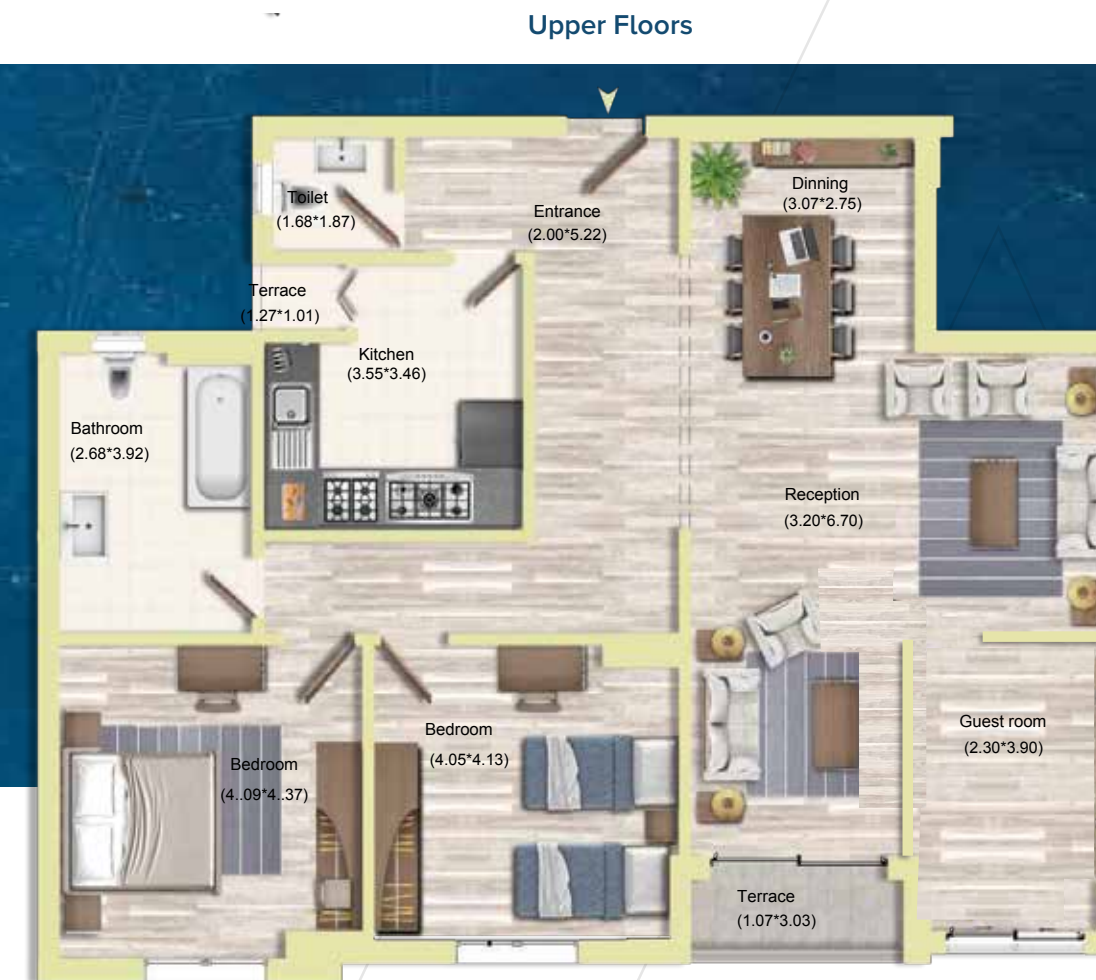 Upper Floors
Toilet
(1.68*1.87)
Entrance
(2.00*5.22)
Dinning
(3.07*2.75)
Terrace
(1.27*1.01)
Kitchen
(3.55*3.46)
Bathroom
(2.68*3.92)
Reception
(3.20*6.70)
Bedroom
(4..09*4..37)
Bedroom
(4.05*4.13)
Guest room
(2.30*3.90)
Terrace
(1.07*3.03)